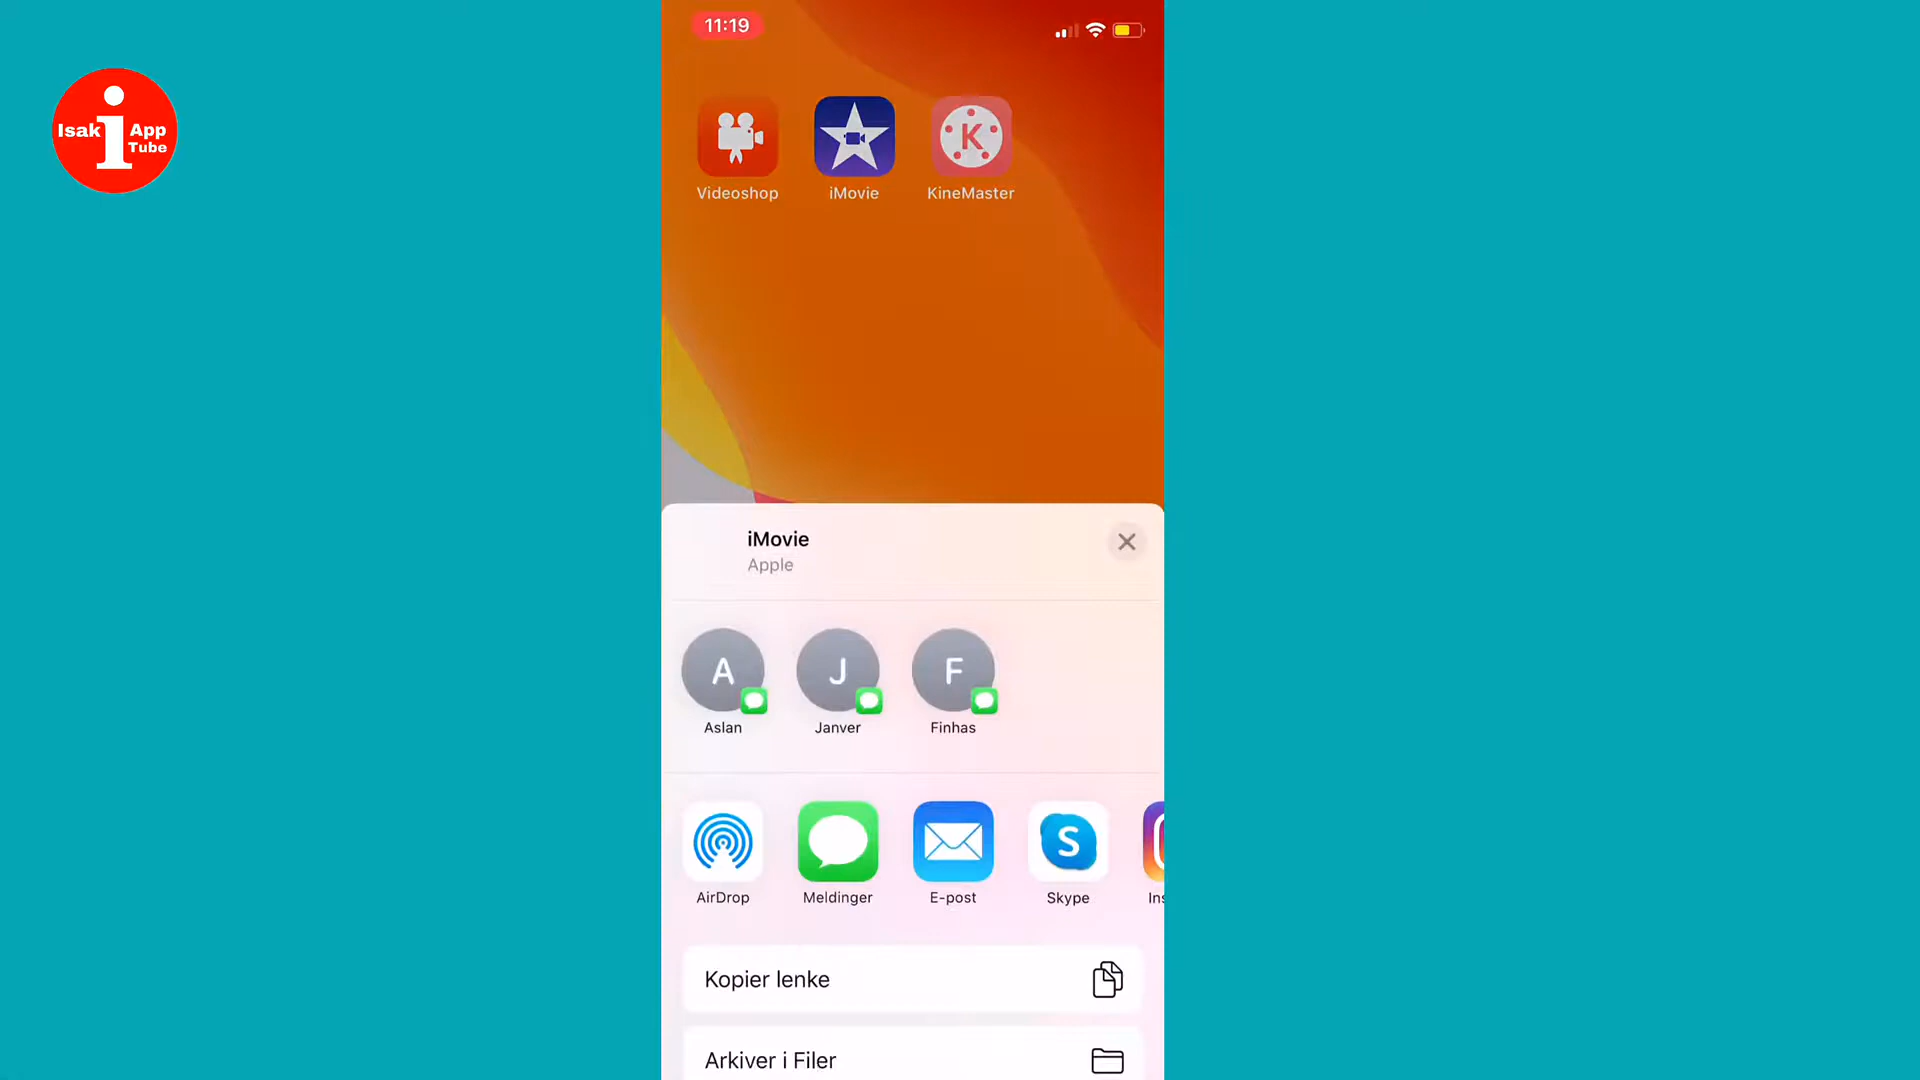 11:19
Isak App
Tube
K
Videoshop iMovie KineMaster
iMovie
Apple
A J F
Aslan Janver Finhas
S
AirDrop Meldinger E-post Skype Ins
Kopier lenke
Arkiver i Filer